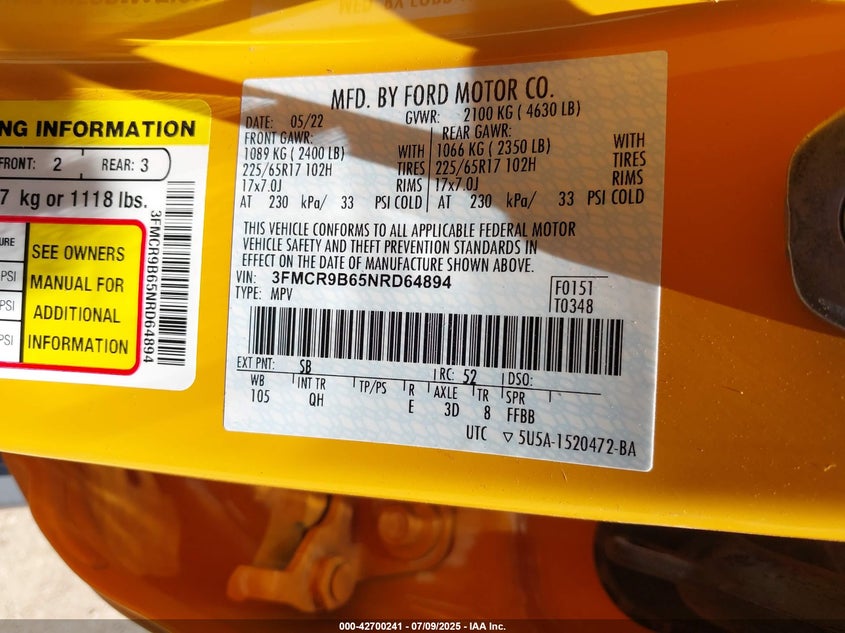 MFD. BY FORD MOTOR CO.
DATE: 05/22 GVWR: 2100 KG ( 4630 LB)
FRONT GAWR: REAR GAWR:
1089 KG ( 2400 LB) WITH 1066 KG ( 2350 LB) WITH
225/65R17 102H TIRES 225/65R17 102H TIRES
17x7.0J RIMS 17x7.0J RIMS
AT 230 kPa/ 33 PSI COLD AT 230 kPa/ 33 PSI COLD
THIS VEHICLE CONFORMS TO ALL APPLICABLE FEDERAL MOTOR
VEHICLE SAFETY AND THEFT PREVENTION STANDARDS IN
EFFECT ON THE DATE OF MANUFACTURE SHOWN ABOVE.
VIN: 3FMCR9B65NRD64894
TYPE: MPV
F0151
T0348
EXT PNT: SB RC: 52 DSO:
WB INT TR TP/PS R AXLE TR SPR
105 QH E 3D 8 FFBB
UTC ▽ 5U5A-1520472-BA
NG INFORMATION
FRONT: 2 REAR: 3
7 kg or 1118 lbs.
SEE OWNERS
MANUAL FOR
ADDITIONAL
INFORMATION
URE
PSI
PSI
PSI
3FMCR9B65NRD64894
000-42700241 - 07/09/2025 - IAA Inc.